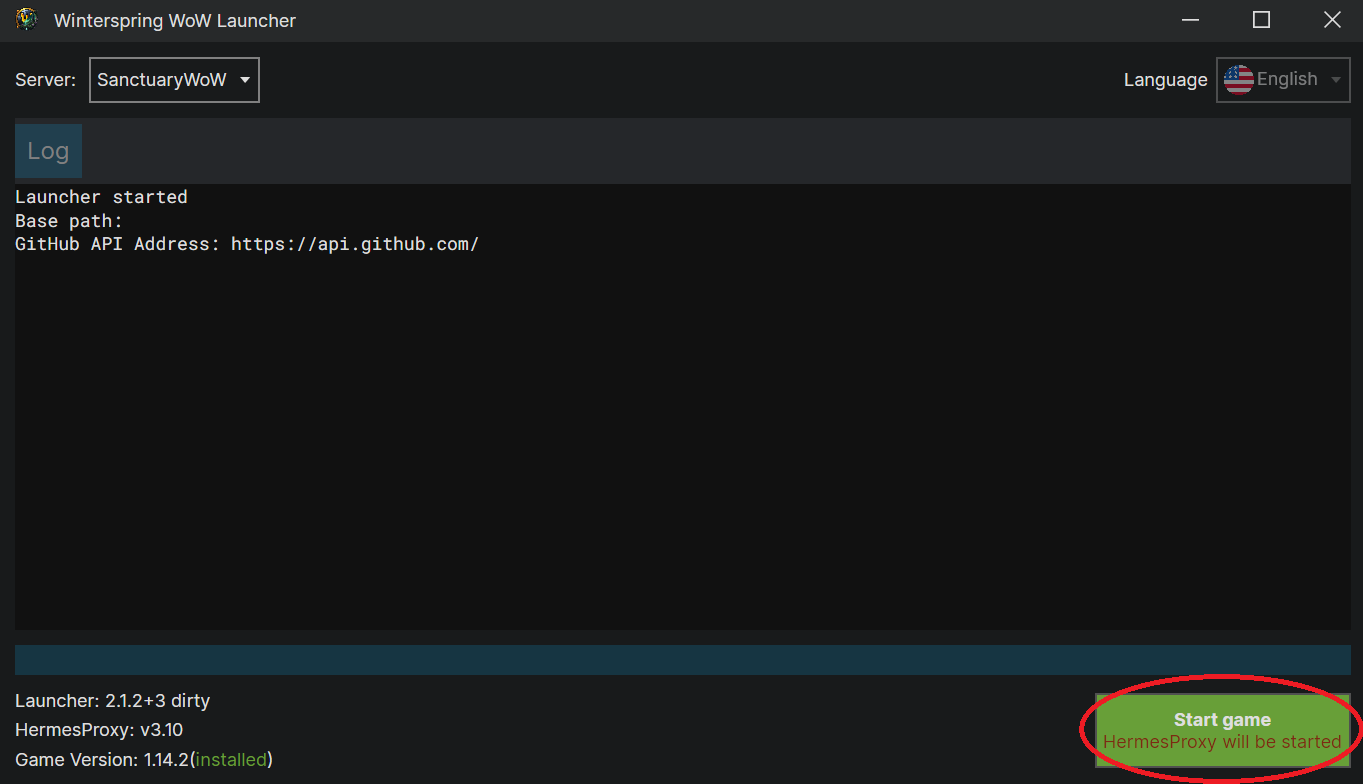 Winterspring WoW Launcher
Server: SanctuaryWoW
Language English
Log
Launcher started
Base path:
GitHub API Address: https://api.github.com/
Launcher: 2.1.2+3 dirty
HermesProxy: v3.10
Game Version: 1.14.2(installed)
Start game
HermesProxy will be started